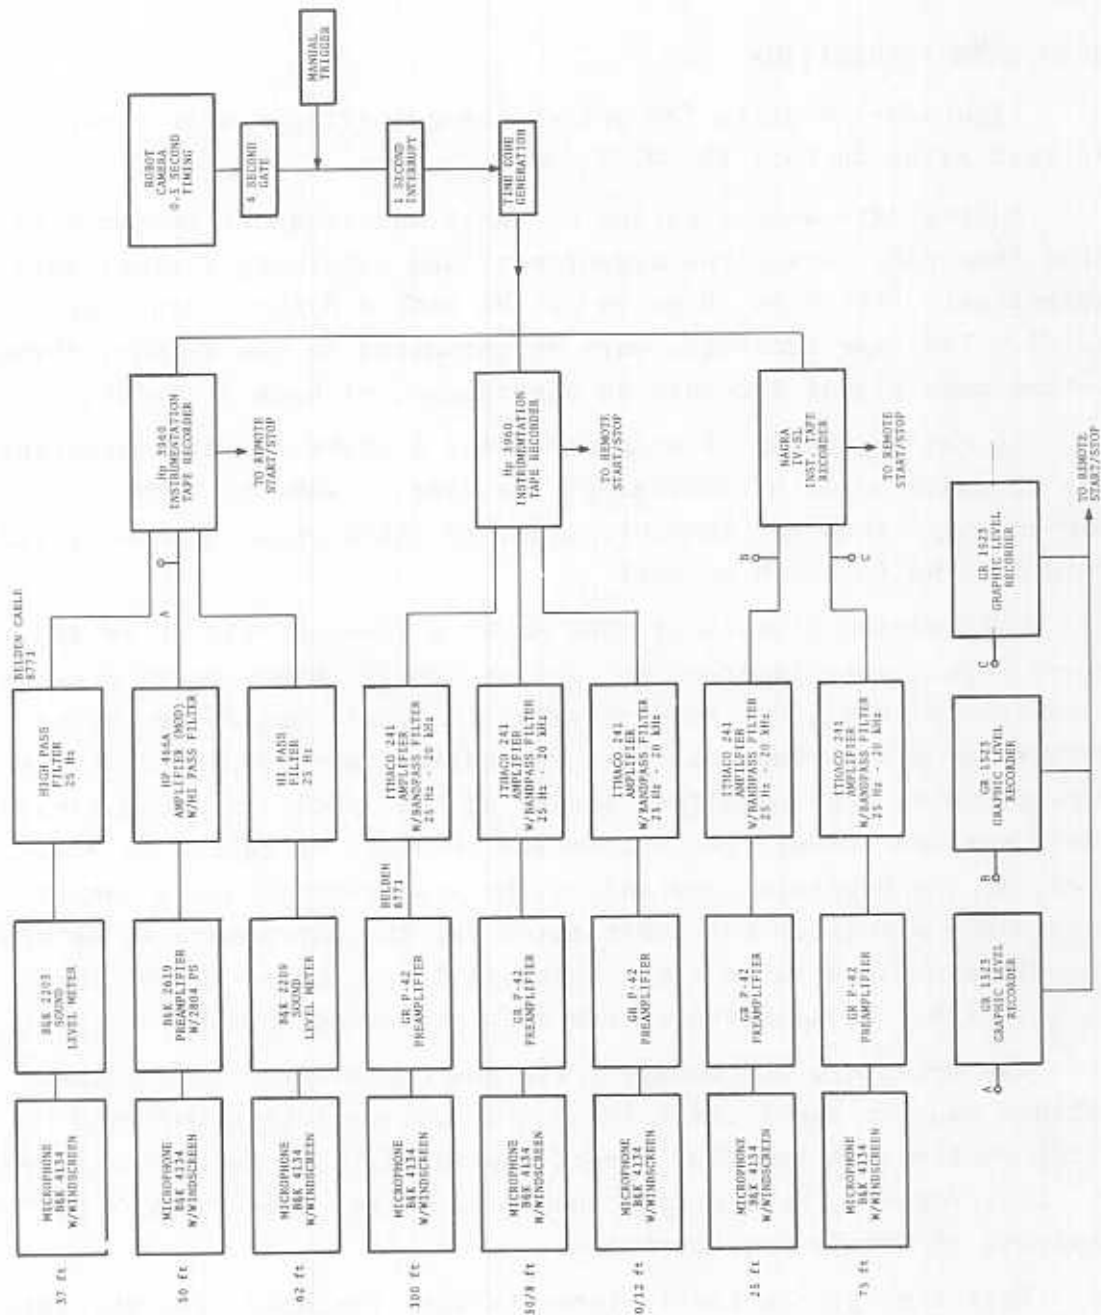 37 ft
MICROPHONE
B&K 4134
W/WINDSCREEN
B&K 2203
SOUND
LEVEL METER
HIGH PASS
FILTER
25 Hz
BELDEN CABLE
8771
50 ft
MICROPHONE
B&K 4134
W/WINDSCREEN
B&K 2619
PREAMPLIFIER
W/2804 PS
HP 466A
AMPLIFIER (MOD)
W/HI PASS FILTER
A
62 ft
MICROPHONE
B&K 4134
W/WINDSCREEN
B&K 2209
SOUND
LEVEL METER
HI PASS
FILTER
25 Hz
Hp 3960
INSTRUMENTATION
TAPE RECORDER
TO REMOTE
START/STOP
ROBOT
CAMERA
0.5 SECOND
TIMING
4 SECOND
GATE
MANUAL
TRIGGER
1 SECOND
INTERRUPT
TIME CODE
GENERATION
100 ft
MICROPHONE
B&K 4134
W/WINDSCREEN
GR P-42
PREAMPLIFIER
BELDEN
8771
ITHACO 241
AMPLIFIER
W/BANDPASS FILTER
25 Hz - 20 kHz
50/8 ft
MICROPHONE
B&K 4134
W/WINDSCREEN
GR P-42
PREAMPLIFIER
ITHACO 241
AMPLIFIER
W/BANDPASS FILTER
25 Hz - 20 kHz
0/12 ft
MICROPHONE
B&K 4134
W/WINDSCREEN
GR P-42
PREAMPLIFIER
ITHACO 241
AMPLIFIER
W/BANDPASS FILTER
25 Hz - 20 kHz
Hp 3960
INSTRUMENTATION
TAPE RECORDER
TO REMOTE
START/STOP
25 ft
MICROPHONE
B&K 4134
W/WINDSCREEN
GR P-42
PREAMPLIFIER
ITHACO 241
AMPLIFIER
W/BANDPASS FILTER
25 Hz - 20 kHz
B
75 ft
MICROPHONE
B&K 4134
W/WINDSCREEN
GR P-42
PREAMPLIFIER
ITHACO 241
AMPLIFIER
W/BANDPASS FILTER
25 Hz - 20 kHz
C
NAGRA
IV-SJ
INST. TAPE
RECORDER
TO REMOTE
START/STOP
A
GR 1523
GRAPHIC LEVEL
RECORDER
B
GR 1523
GRAPHIC LEVEL
RECORDER
C
GR 1523
GRAPHIC LEVEL
RECORDER
TO REMOTE
START/STOP